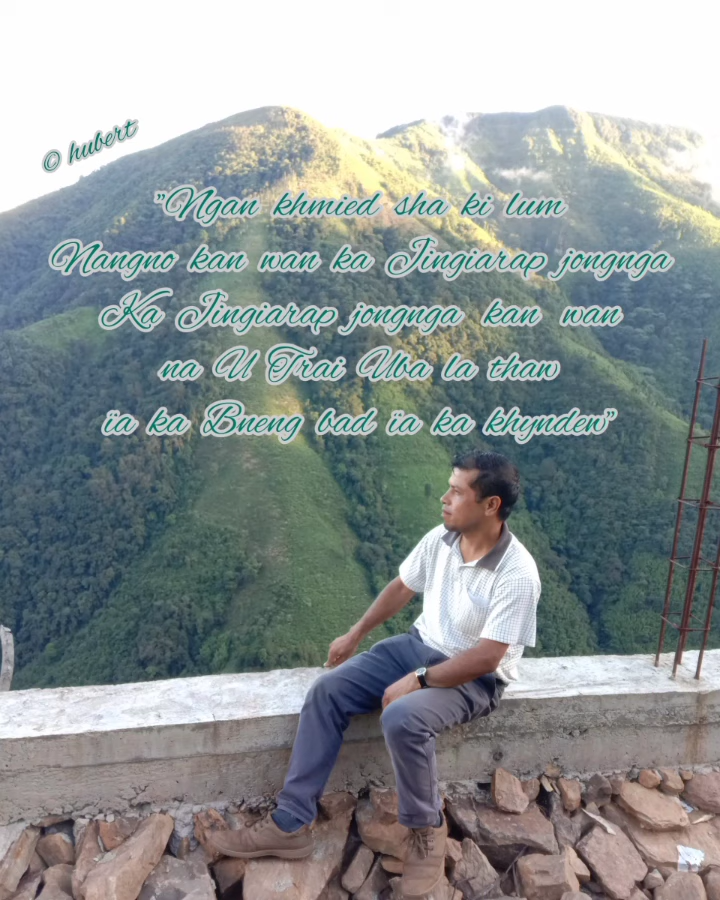 © hubert
"Ngan khmied sha ki lum
Nangno kan wan ka Jingiarap jongnga
Ka Jingiarap jongnga kan wan
na U Trai Uba la thaw
ïa ka Bneng bad ïa ka khyndew"